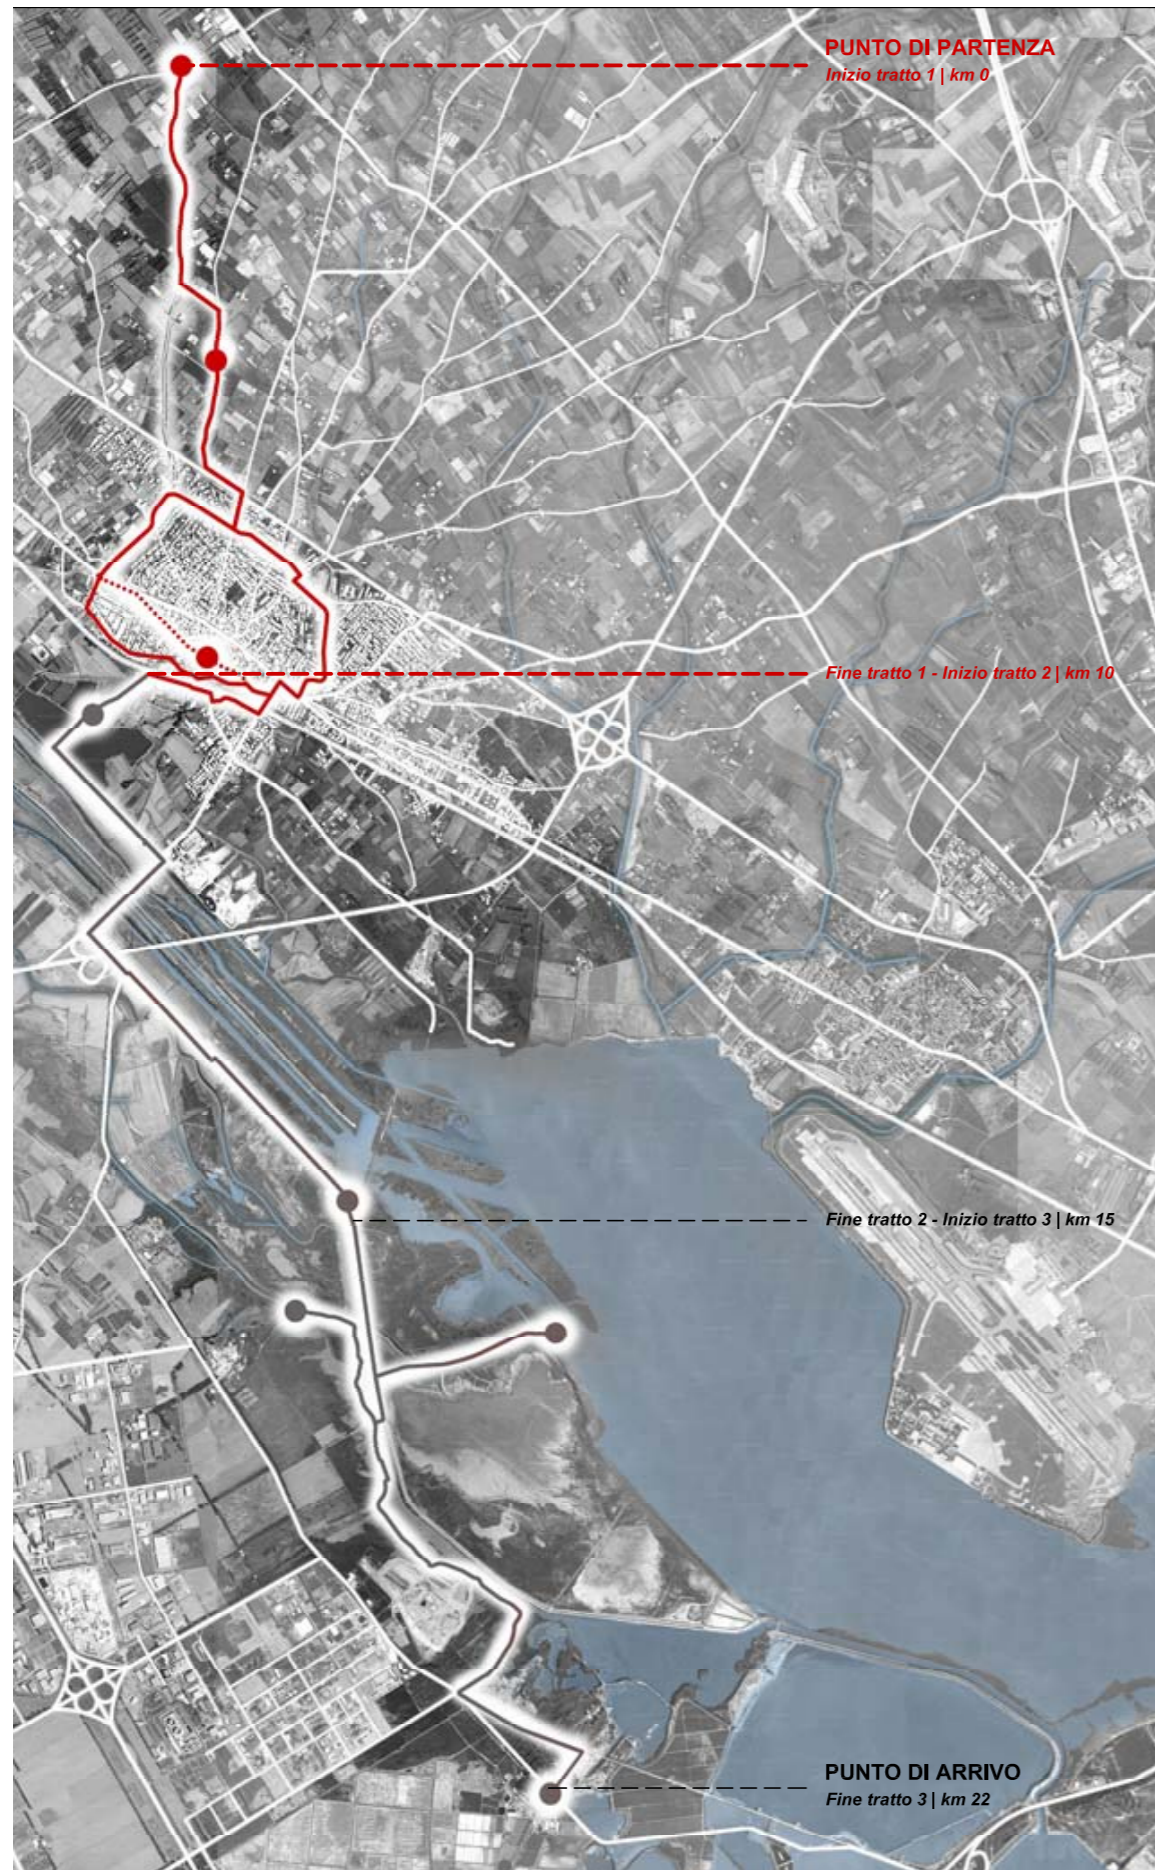 PUNTO DI PARTENZA
Inizio tratto 1 | km 0
Fine tratto 1 - Inizio tratto 2 | km 10
Fine tratto 2 - Inizio tratto 3 | km 15
PUNTO DI ARRIVO
Fine tratto 3 | km 22